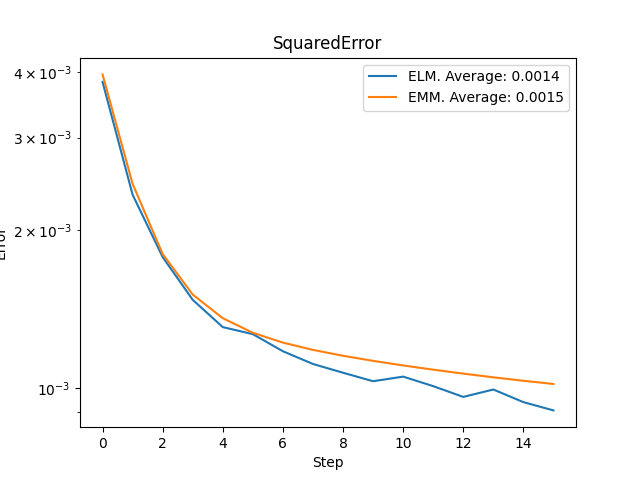 SquaredError
ELM. Average: 0.0014
EMM. Average: 0.0015
4 × 10⁻³
3 × 10⁻³
2 × 10⁻³
10⁻³
Error
0 2 4 6 8 10 12 14
Step